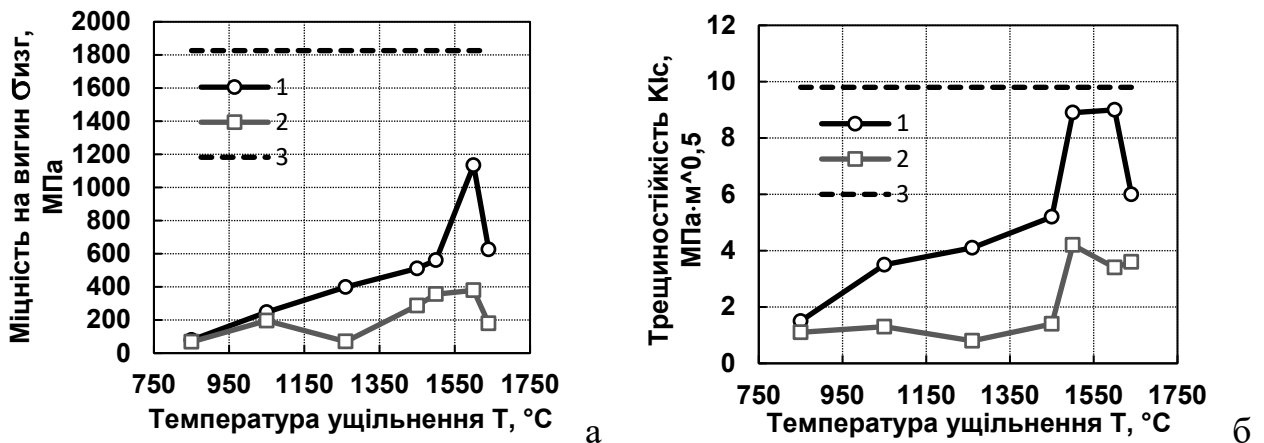 Міцність на вигин σизг,
МПа
2000
1800
1600
1400
1200
1000
800
600
400
200
0
1
2
3
750 950 1150 1350 1550 1750
Температура ущільнення Т, °С
а
Трещиностійкість KIc,
МПа·м^0,5
12
10
8
6
4
2
0
1
2
3
750 950 1150 1350 1550 1750
Температура ущільнення Т, °С
б